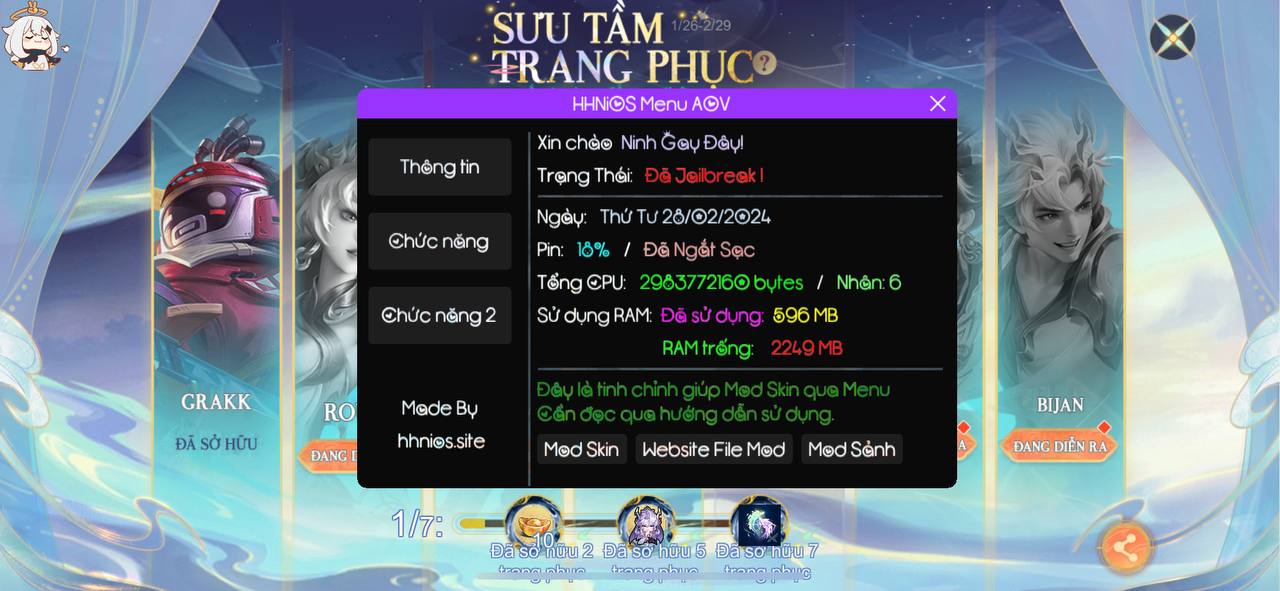 SƯU TẦM
1/26-2/29
TRANG PHỤC ?
HHNiOS Menu AOV
Thông tin
Chức năng
Chức năng 2
Made By
hhnios.site
Xin chào Ninh Gay Đây!
Trạng Thái: Đã Jailbreak !
Ngày: Thứ Tư 28/02/2024
Pin: 18% / Đã Ngắt Sạc
Tổng CPU: 2983772160 bytes / Nhân: 6
Sử dụng RAM: Đã sử dụng: 596 MB
RAM trống: 2249 MB
Đây là tinh chỉnh giúp Mod Skin qua Menu
Cần đọc qua hướng dẫn sử dụng.
Mod Skin Website File Mod Mod Sảnh
GRAKK
ĐÃ SỞ HỮU
RO
ĐANG
BIJAN
ĐANG DIỄN RA
A
1/7:
10
Đã sở hữu 2 Đã sở hữu 5 Đã sở hữu 7
trang phục trang phục trang phục